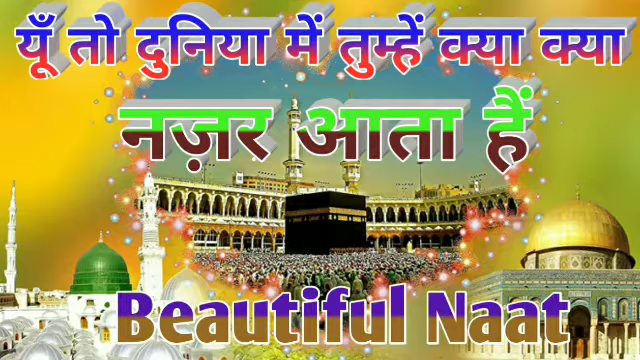 यूँ तो दुनिया में तुम्हें क्या क्या
नज़र आता हैं
Beautiful Naat